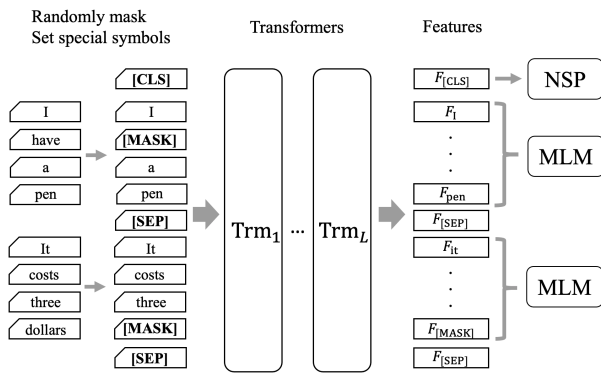 Randomly mask
Set special symbols
Transformers
Features
[CLS]
F[CLS]
NSP
I
I
F_I
have
[MASK]
.
a
a
.
MLM
.
pen
pen
F_pen
[SEP]
Trm_1
...
Trm_L
F[SEP]
It
It
F_it
costs
costs
.
three
three
.
MLM
.
dollars
[MASK]
F[MASK]
[SEP]
F[SEP]